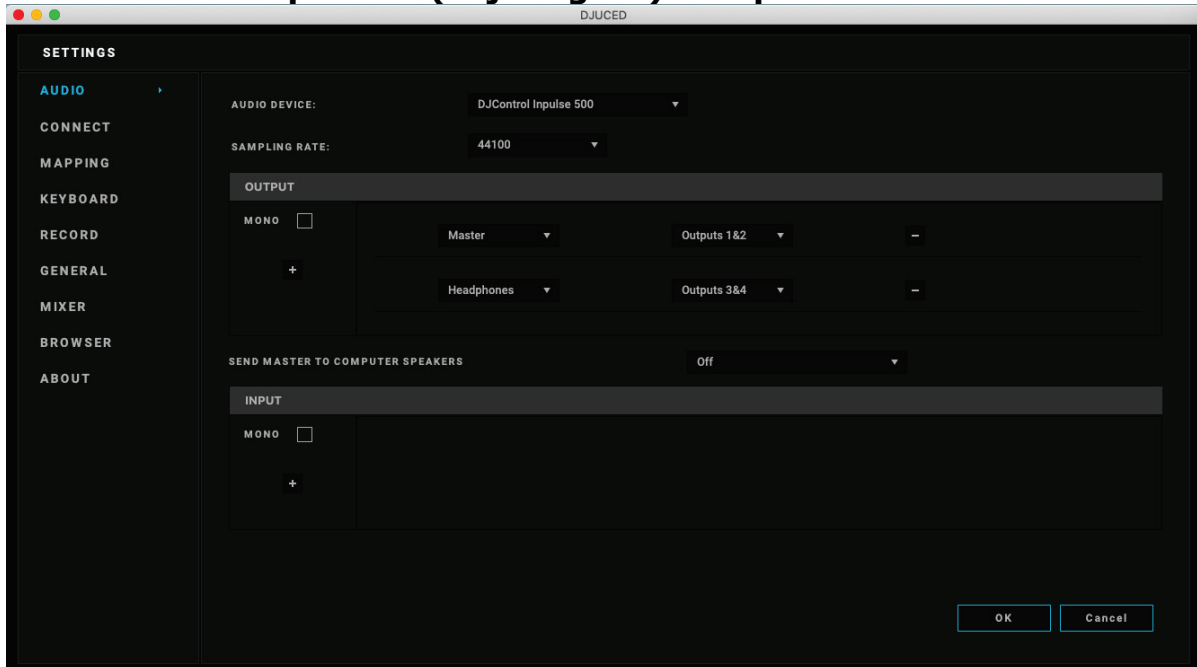 DJUCED
SETTINGS
AUDIO
CONNECT
MAPPING
KEYBOARD
RECORD
GENERAL
MIXER
BROWSER
ABOUT
AUDIO DEVICE: DJControl Inpulse 500
SAMPLING RATE: 44100
OUTPUT
MONO
Master Outputs 1&2 -
+
Headphones Outputs 3&4 -
SEND MASTER TO COMPUTER SPEAKERS Off
INPUT
MONO
+
OK Cancel